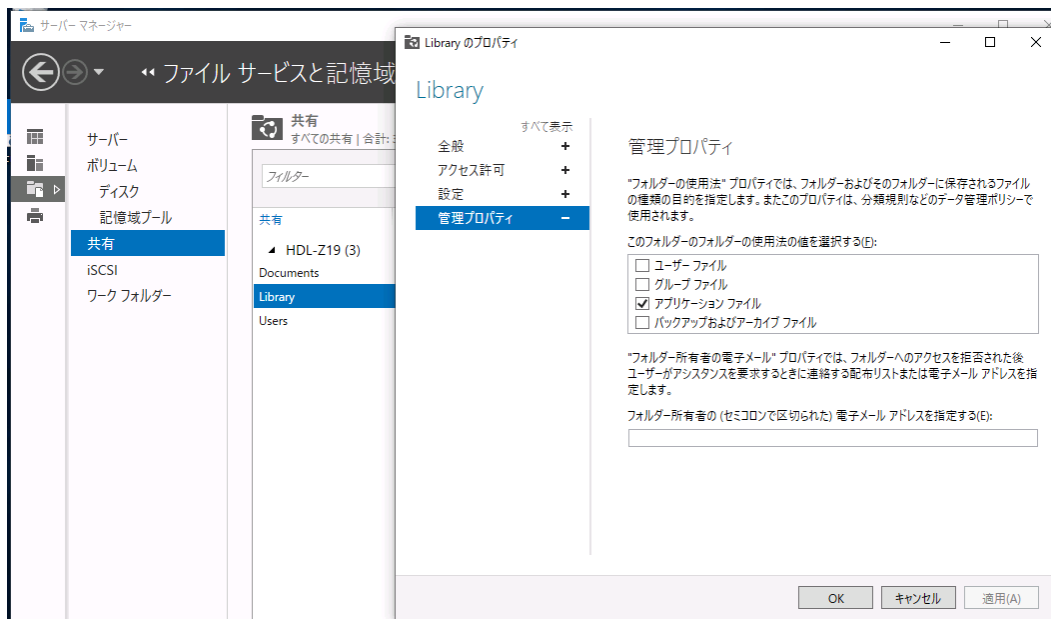 サーバー マネージャー
ファイル サービスと記憶域
サーバー
ボリューム
ディスク
記憶域プール
共有
iSCSI
ワーク フォルダー
共有
すべての共有 | 合計:
フィルター
共有
HDL-Z19 (3)
Documents
Library
Users
Library のプロパティ
Library
すべて表示
全般 +
アクセス許可 +
設定 +
管理プロパティ −
管理プロパティ
"フォルダーの使用法" プロパティでは、フォルダーおよびそのフォルダーに保存されるファイル
の種類の目的を指定します。またこのプロパティは、分類規則などのデータ管理ポリシーで
使用されます。
このフォルダーのフォルダーの使用法の値を選択する(F):
ユーザー ファイル
グループ ファイル
アプリケーション ファイル
バックアップおよびアーカイブ ファイル
"フォルダー所有者の電子メール" プロパティでは、フォルダーへのアクセスを拒否された後
ユーザーがアシスタンスを要求するときに連絡する配布リストまたは電子メール アドレスを指
定します。
フォルダー所有者の (セミコロンで区切られた) 電子メール アドレスを指定する(E):
OK
キャンセル
適用(A)